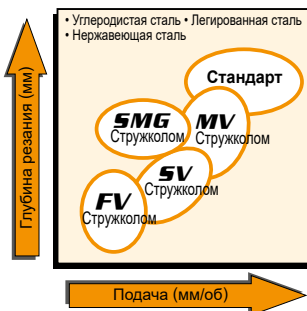 • Углеродистая сталь • Легированная сталь
• Нержавеющая сталь
Стандарт
SMG
Стружколом
MV
Стружколом
SV
Стружколом
FV
Стружколом
Глубина резания (мм)
Подача (мм/об)